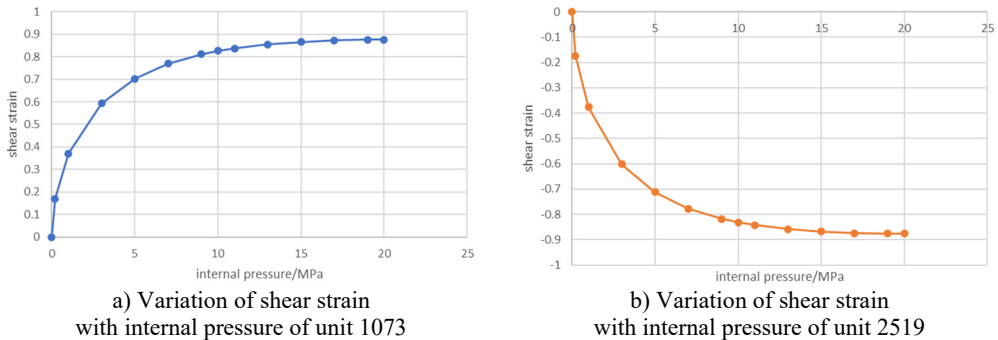 1
0.9
0.8
0.7
0.6
0.5
0.4
0.3
0.2
0.1
0
shear strain
0 5 10 15 20 25
internal pressure/MPa
a) Variation of shear strain
with internal pressure of unit 1073
0
-0.1
-0.2
-0.3
-0.4
-0.5
-0.6
-0.7
-0.8
-0.9
-1
shear strain
0 5 10 15 20 25
internal pressure/MPa
b) Variation of shear strain
with internal pressure of unit 2519